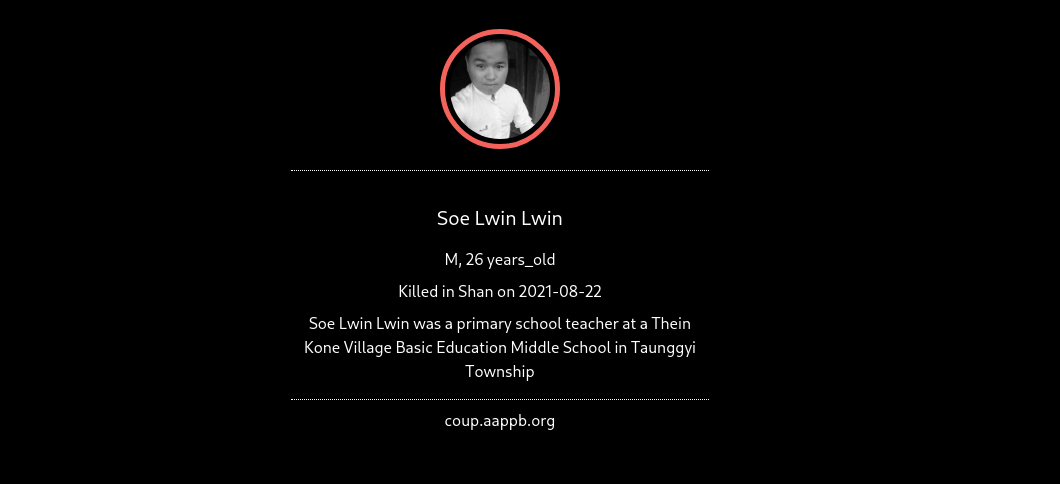 Soe Lwin Lwin
M, 26 years_old
Killed in Shan on 2021-08-22
Soe Lwin Lwin was a primary school teacher at a Thein
Kone Village Basic Education Middle School in Taunggyi
Township
coup.aappb.org